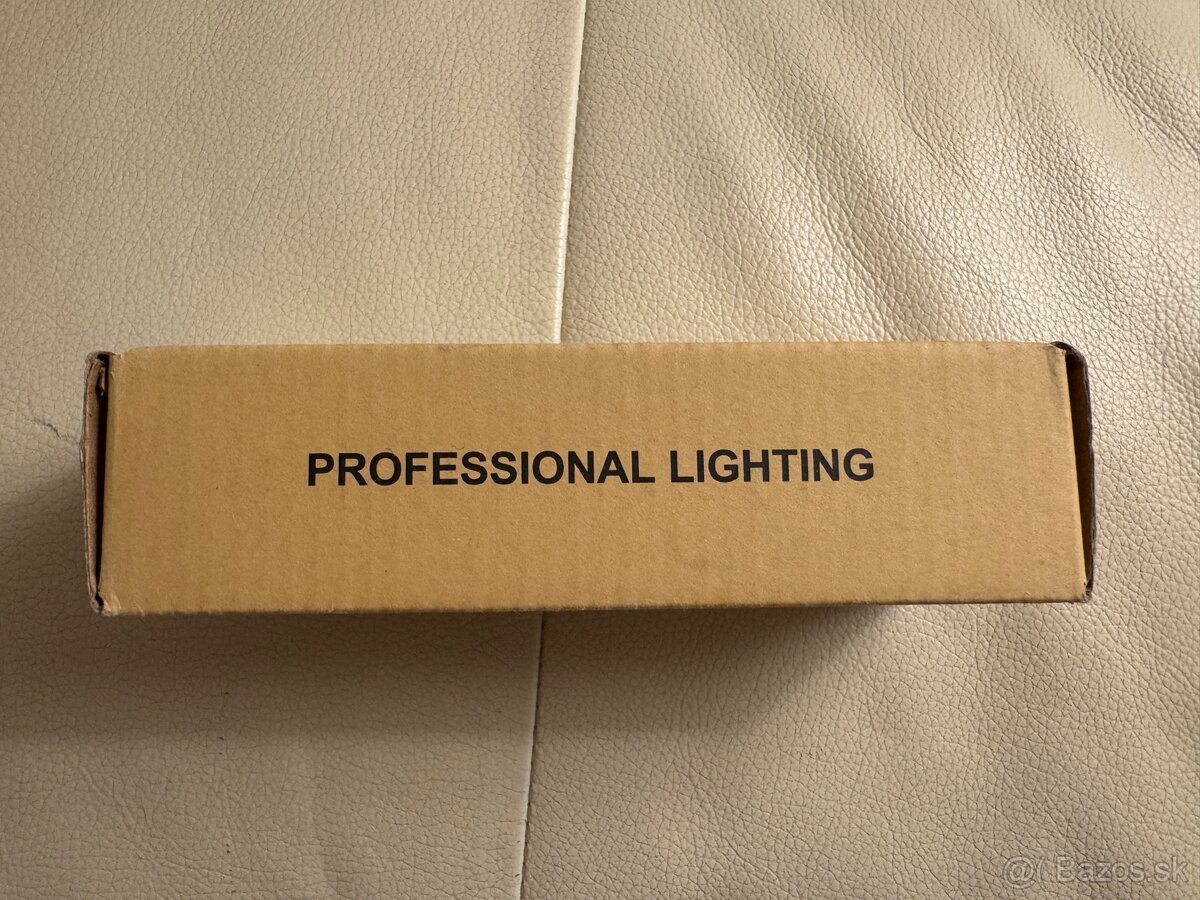 PROFESSIONAL LIGHTING
@( Bazos.sk